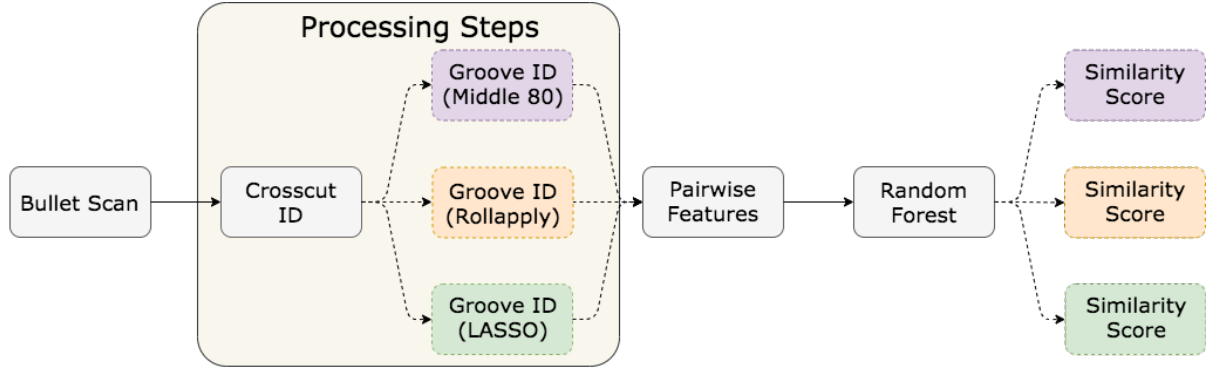 Processing Steps
Bullet Scan
Crosscut
ID
Groove ID
(Middle 80)
Groove ID
(Rollapply)
Groove ID
(LASSO)
Pairwise
Features
Random
Forest
Similarity
Score
Similarity
Score
Similarity
Score